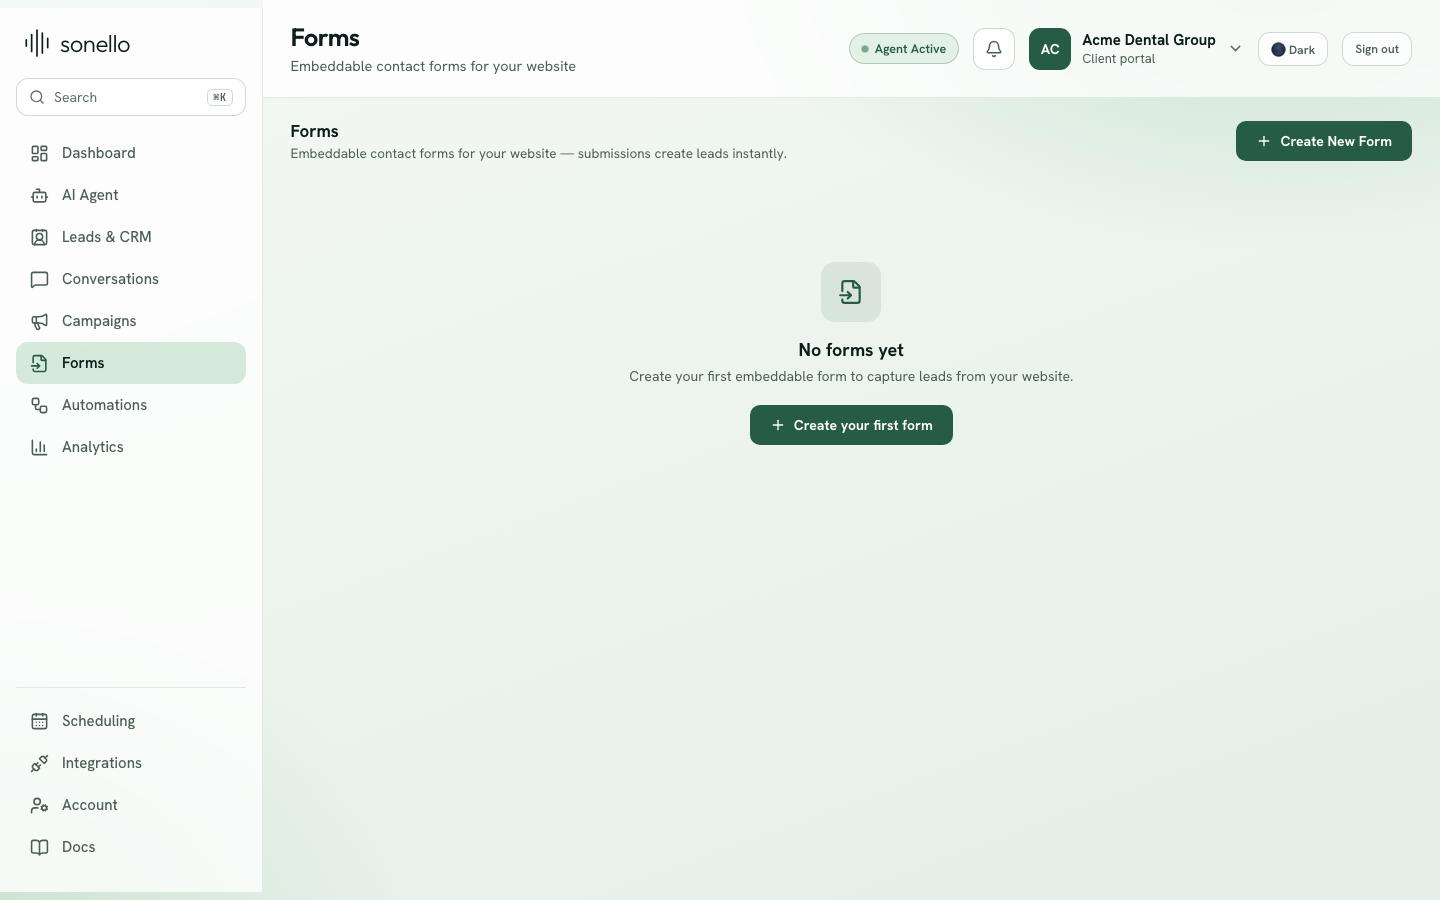 sonello
Search
⌘K
Dashboard
AI Agent
Leads & CRM
Conversations
Campaigns
Forms
Automations
Analytics
Scheduling
Integrations
Account
Docs
Forms
Embeddable contact forms for your website
Agent Active
AC
Acme Dental Group
Client portal
Dark
Sign out
Forms
Embeddable contact forms for your website — submissions create leads instantly.
Create New Form
No forms yet
Create your first embeddable form to capture leads from your website.
Create your first form